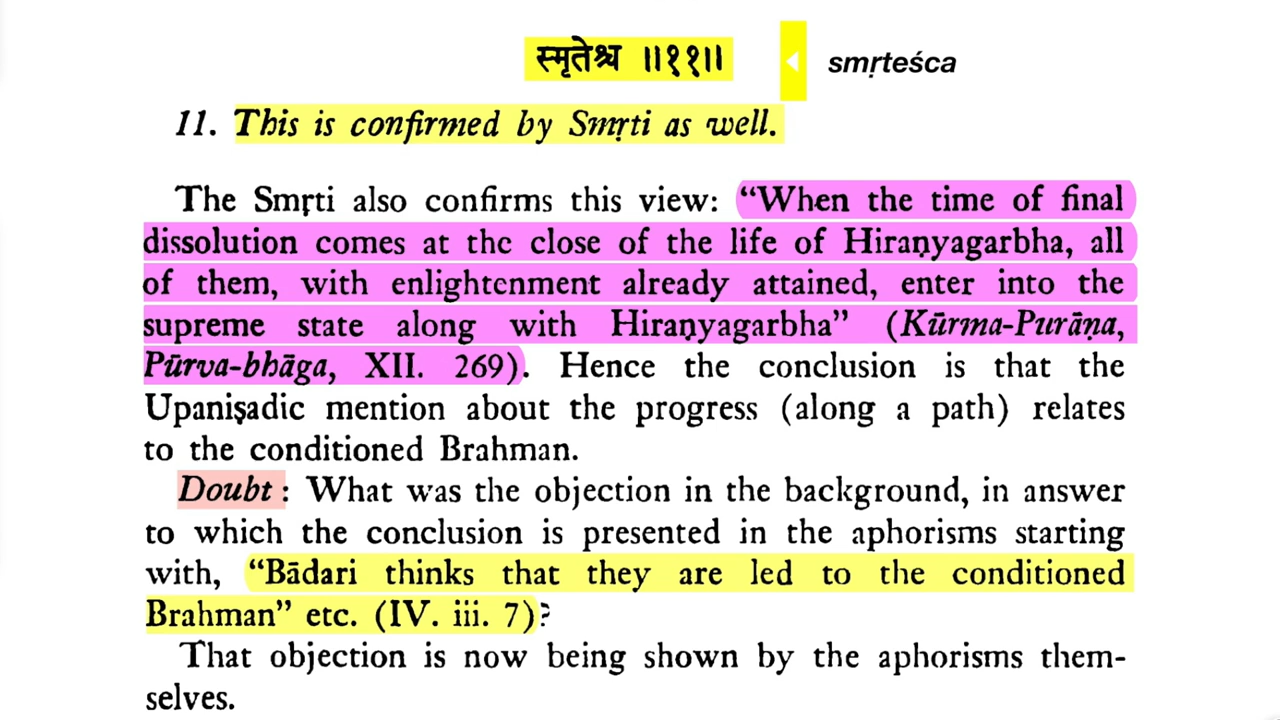 स्मृतेश्च ॥११॥ smṛteśca
11. This is confirmed by Smṛti as well.
The Smṛti also confirms this view: “When the time of final
dissolution comes at the close of the life of Hiraṇyagarbha, all
of them, with enlightenment already attained, enter into the
supreme state along with Hiraṇyagarbha” (Kūrma-Purāṇa,
Pūrva-bhāga, XII. 269). Hence the conclusion is that the
Upaniṣadic mention about the progress (along a path) relates
to the conditioned Brahman.
Doubt: What was the objection in the background, in answer
to which the conclusion is presented in the aphorisms starting
with, “Bādari thinks that they are led to the conditioned
Brahman” etc. (IV. iii. 7)?
That objection is now being shown by the aphorisms them-
selves.